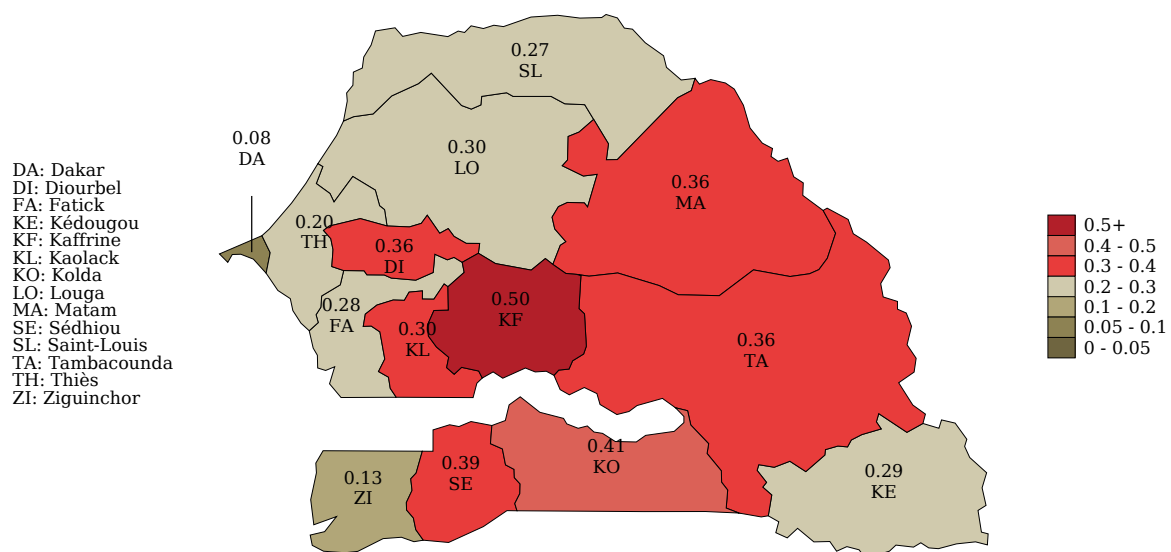 0.27
SL
0.08
DA
0.30
LO
DA: Dakar
DI: Diourbel
FA: Fatick
KE: Kédougou
KF: Kaffrine
KL: Kaolack
KO: Kolda
LO: Louga
MA: Matam
SE: Sédhiou
SL: Saint-Louis
TA: Tambacounda
TH: Thiès
ZI: Ziguinchor
0.36
MA
0.20
TH
0.36
DI
0.5+
0.4 - 0.5
0.3 - 0.4
0.2 - 0.3
0.1 - 0.2
0.05 - 0.1
0 - 0.05
0.28
FA
0.30
KL
0.50
KF
0.36
TA
0.13
ZI
0.39
SE
0.41
KO
0.29
KE